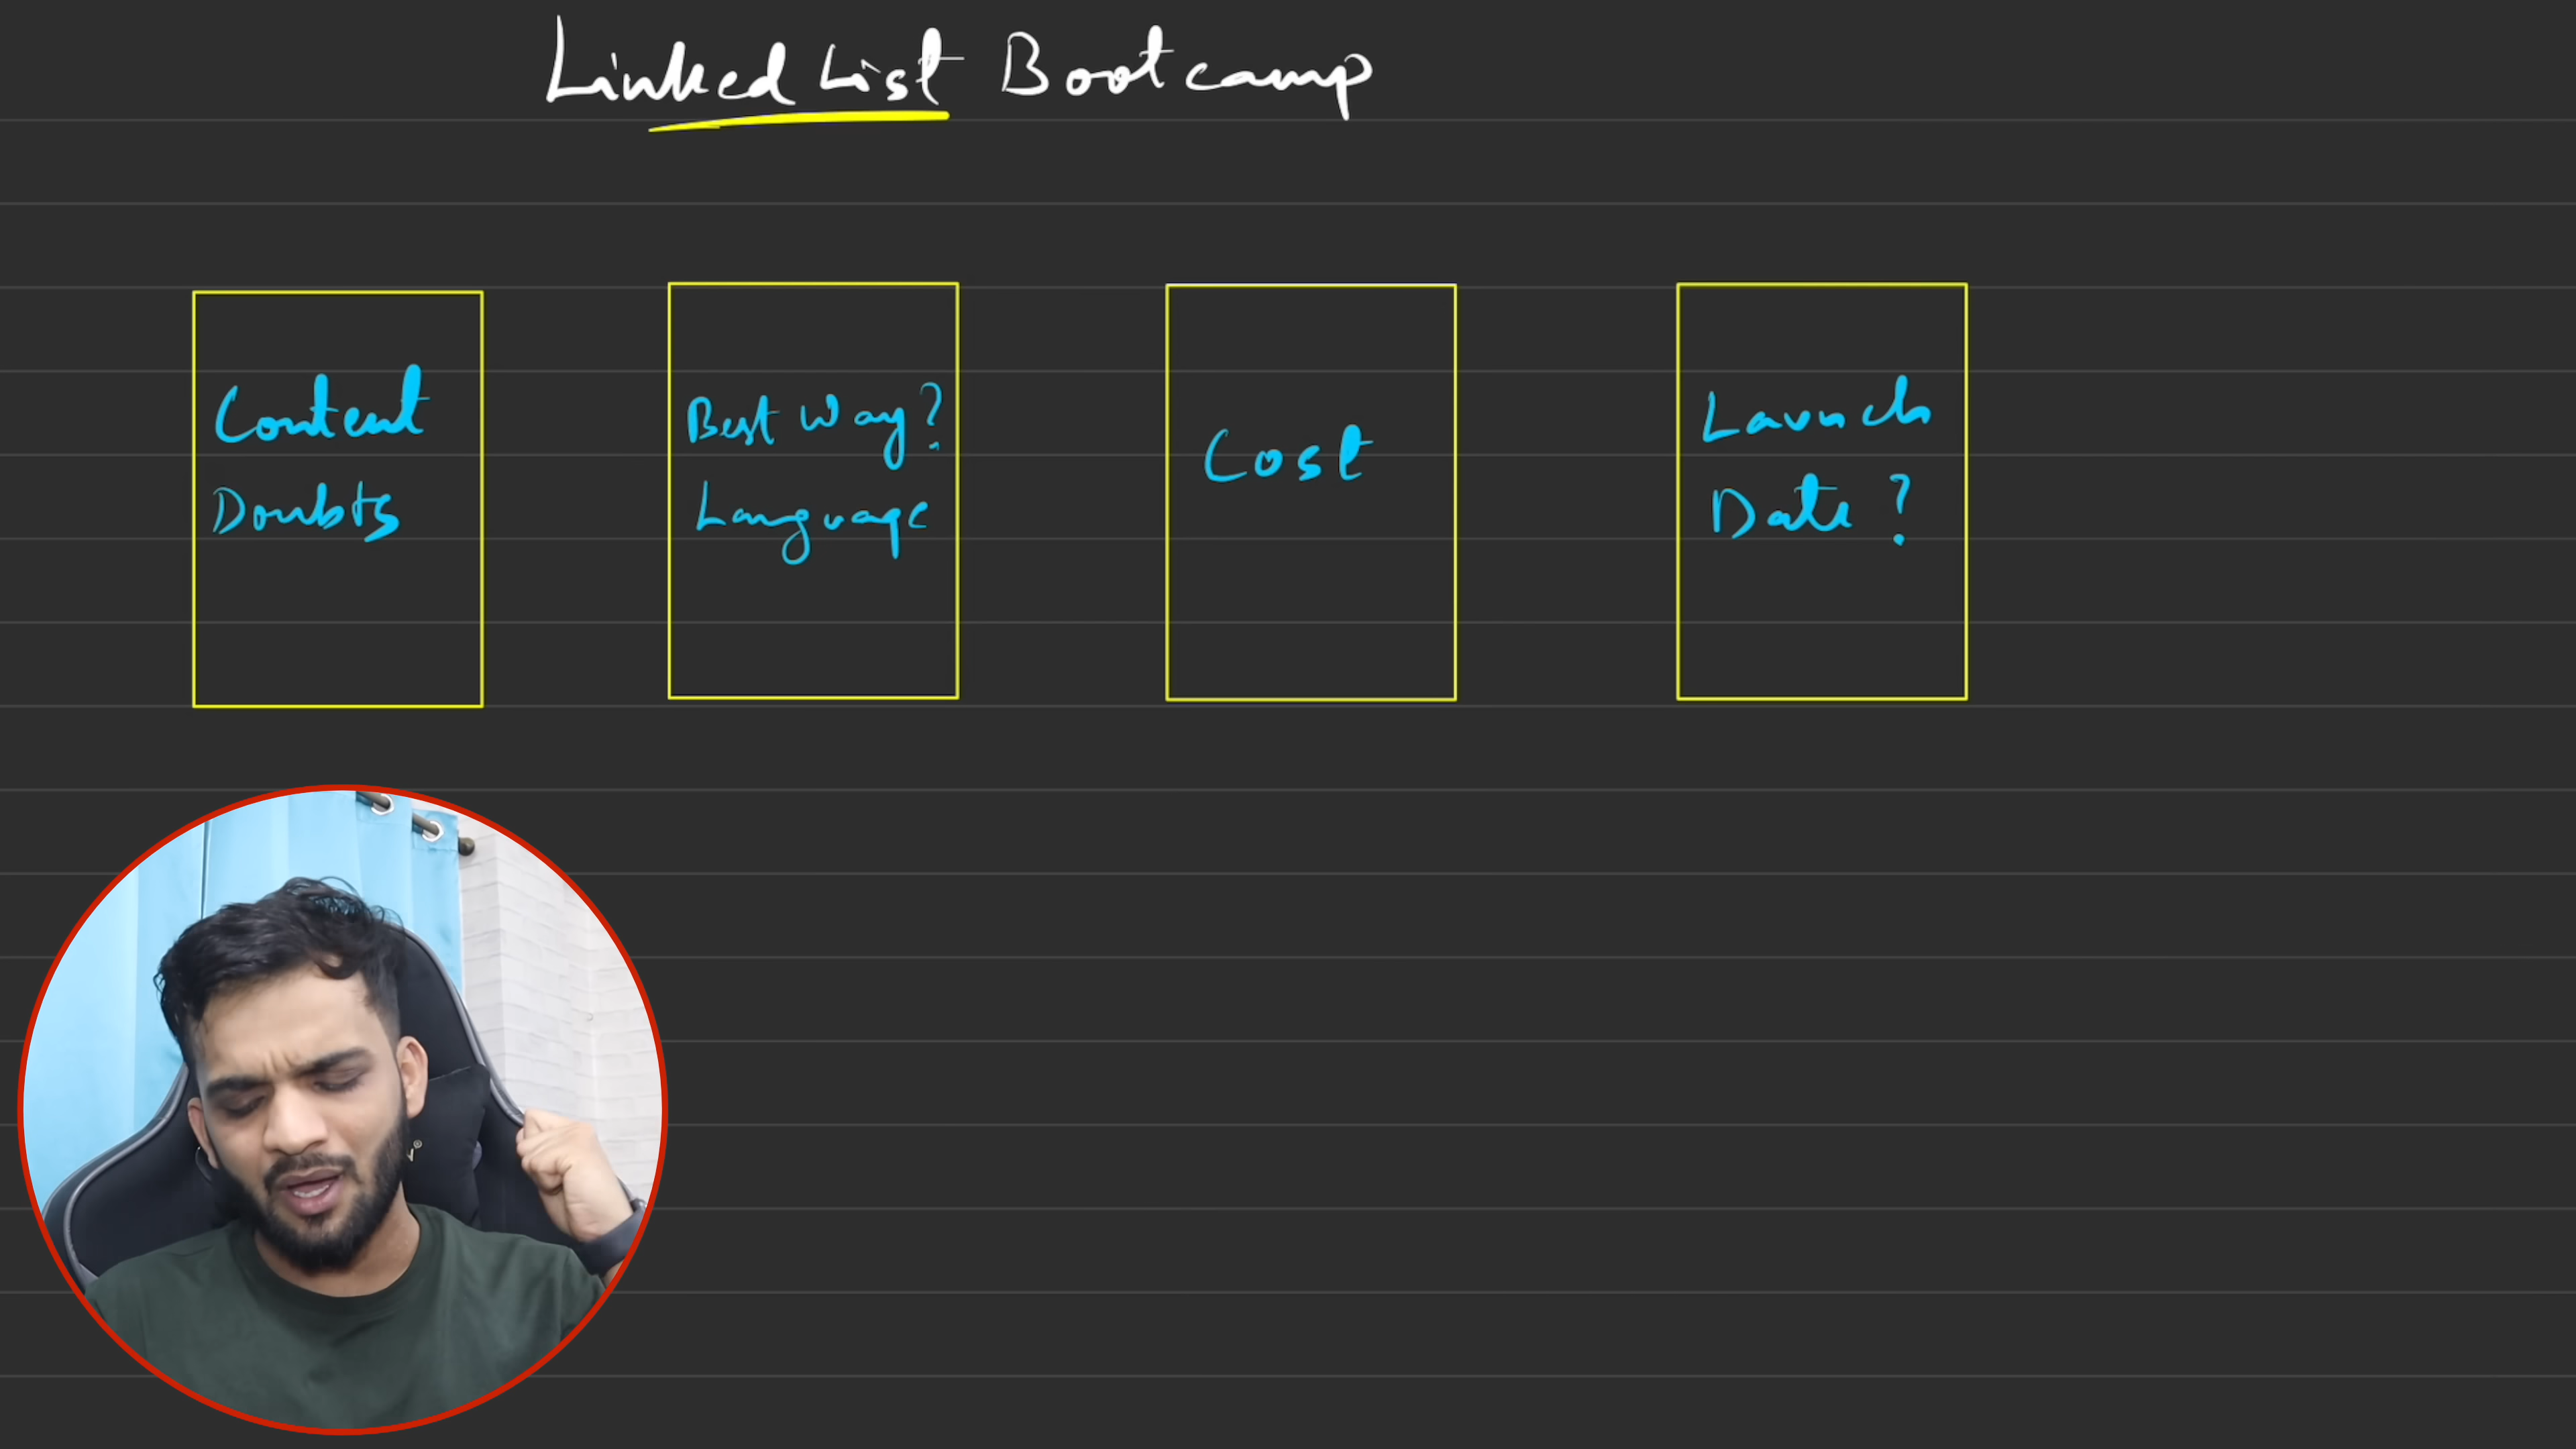 Linked List Bootcamp
Content
Doubts
Best Way?
Language
Cost
Launch
Date?